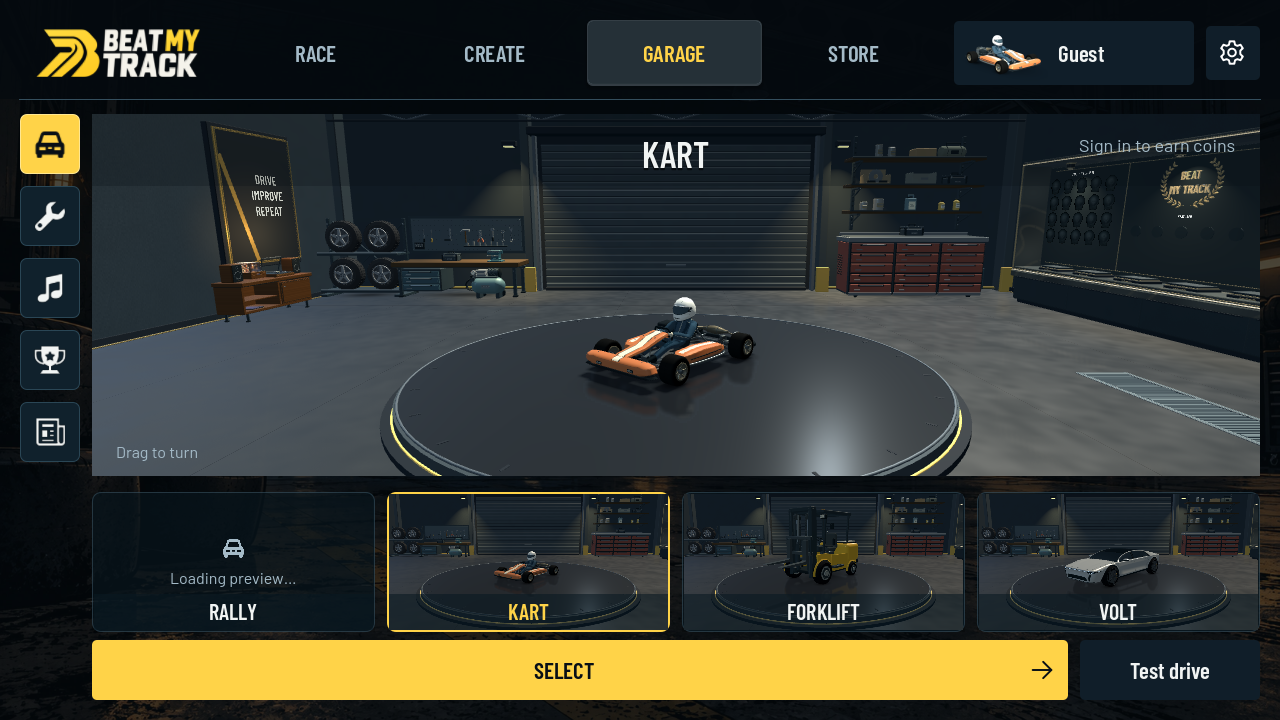 BEAT MY
TRACK
RACE
CREATE
GARAGE
STORE
Guest
KART
Sign in to earn coins
DRIVE
IMPROVE
REPEAT
BEAT
MY TRACK
Drag to turn
Loading preview...
RALLY
KART
FORKLIFT
VOLT
SELECT
Test drive